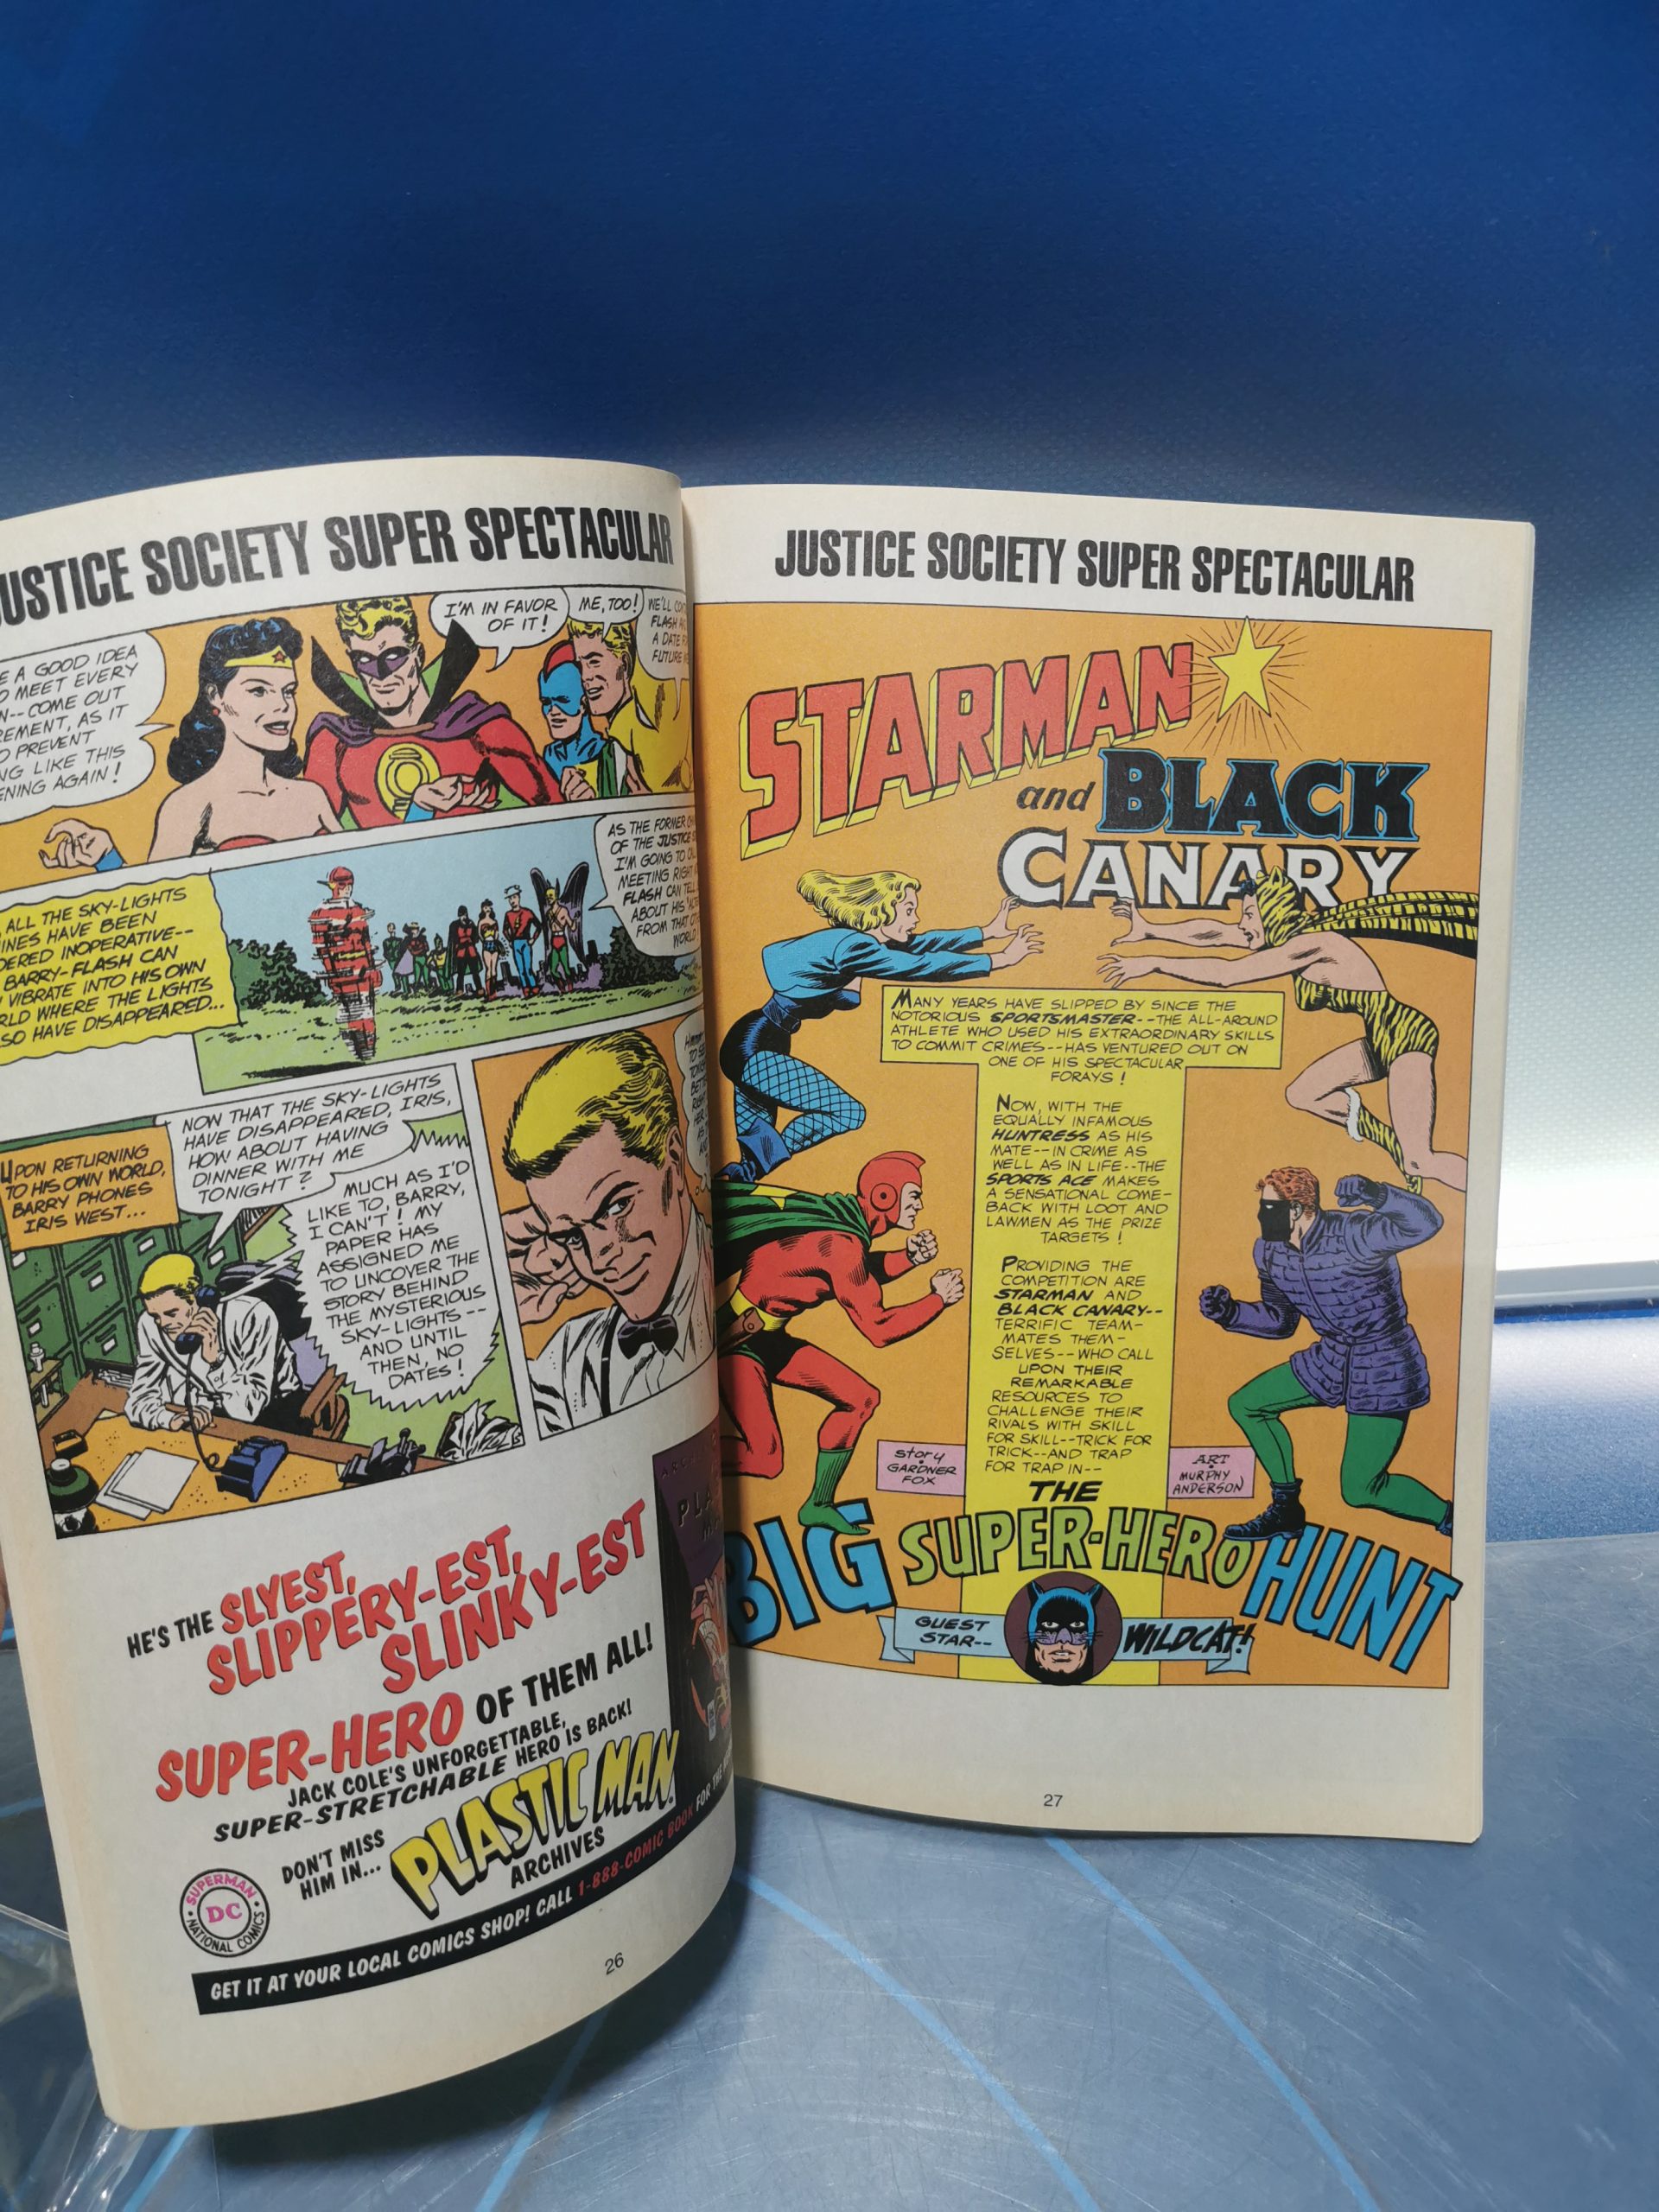 JUSTICE SOCIETY SUPER SPECTACULAR
A GOOD IDEA
MEET EVERY
COME OUT
AS IT
PREVENT
LIKE THIS
AGAIN!
I'M IN FAVOR
OF IT!
ME, TOO!
FLASH
A DATE
FUTURE
ALL THE SKY-LIGHTS
HAVE BEEN
INOPERATIVE--
BARRY-FLASH CAN
VIBRATE INTO HIS OWN
WHERE THE LIGHTS
HAVE DISAPPEARED...
AS THE FORMER
OF THE JUSTICE
I'M GOING TO
MEETING
FLASH CAN TELL
ABOUT HIS
FROM THAT
WORLD
UPON RETURNING
TO HIS OWN WORLD,
BARRY PHONES
IRIS WEST...
NOW THAT THE SKY-LIGHTS
HAVE DISAPPEARED, IRIS,
HOW ABOUT HAVING
DINNER WITH ME
TONIGHT?
MUCH AS I'D
LIKE TO, BARRY,
I CAN'T! MY
PAPER HAS
ASSIGNED ME
TO UNCOVER THE
STORY BEHIND
THE MYSTERIOUS
SKY-LIGHTS--
AND UNTIL
THEN, NO
DATES!
HE'S THE SLYEST,
SLIPPERY-EST,
SLINKY-EST
SUPER-HERO OF THEM ALL!
JACK COLE'S UNFORGETTABLE,
SUPER-STRETCHABLE HERO IS BACK!
DON'T MISS
HIM IN...
PLASTIC MAN
ARCHIVES
SUPERMAN
DC
NATIONAL COMICS
GET IT AT YOUR LOCAL COMICS SHOP! CALL 1-888-COMIC BOOK FOR THE
26
JUSTICE SOCIETY SUPER SPECTACULAR
STARMAN
and BLACK
CANARY
MANY YEARS HAVE SLIPPED BY SINCE THE
NOTORIOUS SPORTSMASTER--THE ALL-AROUND
ATHLETE WHO USED HIS EXTRAORDINARY SKILLS
TO COMMIT CRIMES--HAS VENTURED OUT ON
ONE OF HIS SPECTACULAR
FORAYS!
NOW, WITH THE
EQUALLY INFAMOUS
HUNTRESS AS HIS
MATE--IN CRIME AS
WELL AS IN LIFE--THE
SPORTS ACE MAKES
A SENSATIONAL COME-
BACK WITH LOOT AND
LAWMEN AS THE PRIZE
TARGETS!
PROVIDING THE
COMPETITION ARE
STARMAN AND
BLACK CANARY--
TERRIFIC TEAM-
MATES THEM-
SELVES--WHO CALL
UPON THEIR
REMARKABLE
RESOURCES TO
CHALLENGE THEIR
RIVALS WITH SKILL
FOR SKILL--TRICK FOR
TRICK--AND TRAP
FOR TRAP IN--
story
GARDNER
FOX
ART
MURPHY
ANDERSON
THE
BIG SUPER-HERO HUNT
GUEST
STAR--
WILDCAT!
27